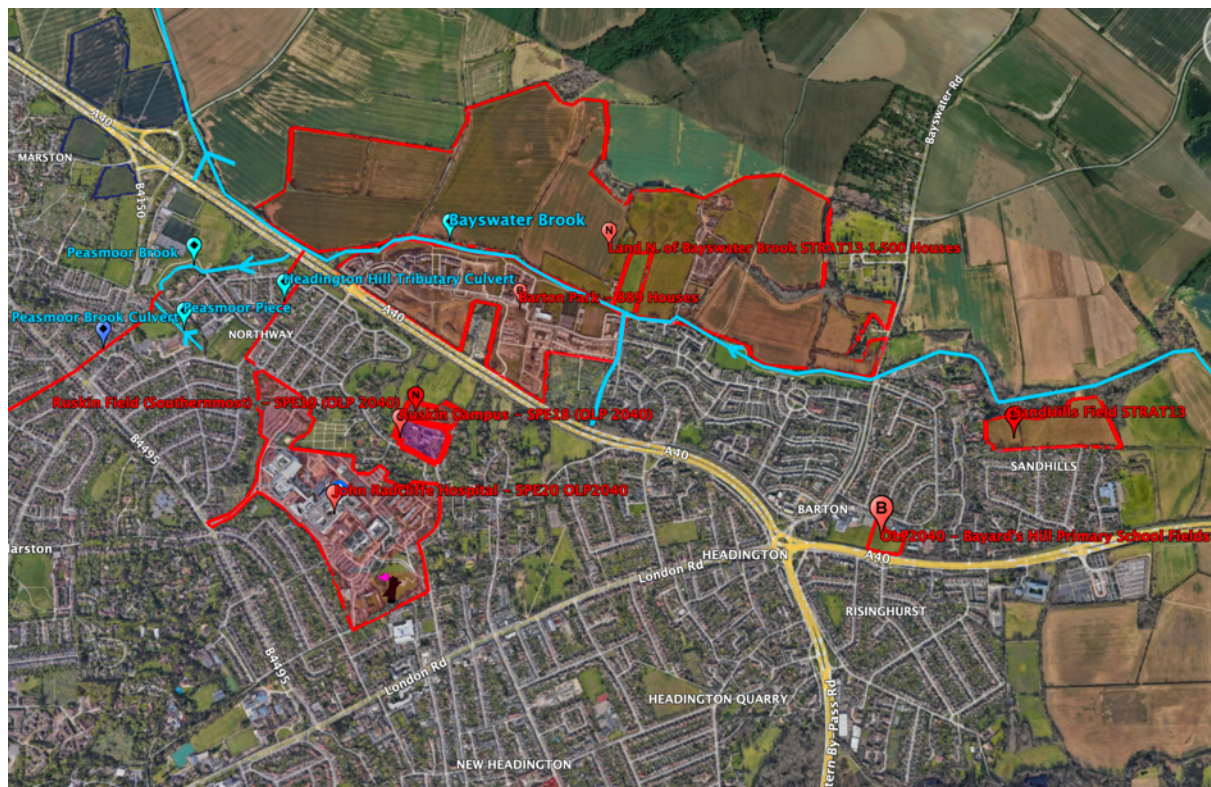 A40
MARSTON
B4150
Bayswater Rd
Bayswater Brook
Peasmoor Brook
Land N. of Bayswater Brook STRAT13 1,500 Houses
Headington Hill Tributary Culvert
Barton Park - 885 Houses
Peasmoor Piece
Peasmoor Brook Culvert
A40
NORTHWAY
Ruskin Field (Southernmost) - SPE19 (OLP 2040)
Ruskin Campus - SPE18 (OLP 2040)
SandHills Field STRAT13
B4495
A40
SANDHILLS
John Radcliffe Hospital - SPE20 OLP2040
BARTON
B
OLP2040 - Bayard's Hill Primary School Fields
Marston
HEADINGTON
A40
London Rd
RISINGHURST
B4495
London Rd
HEADINGTON QUARRY
tern By-Pass Rd
NEW HEADINGTON